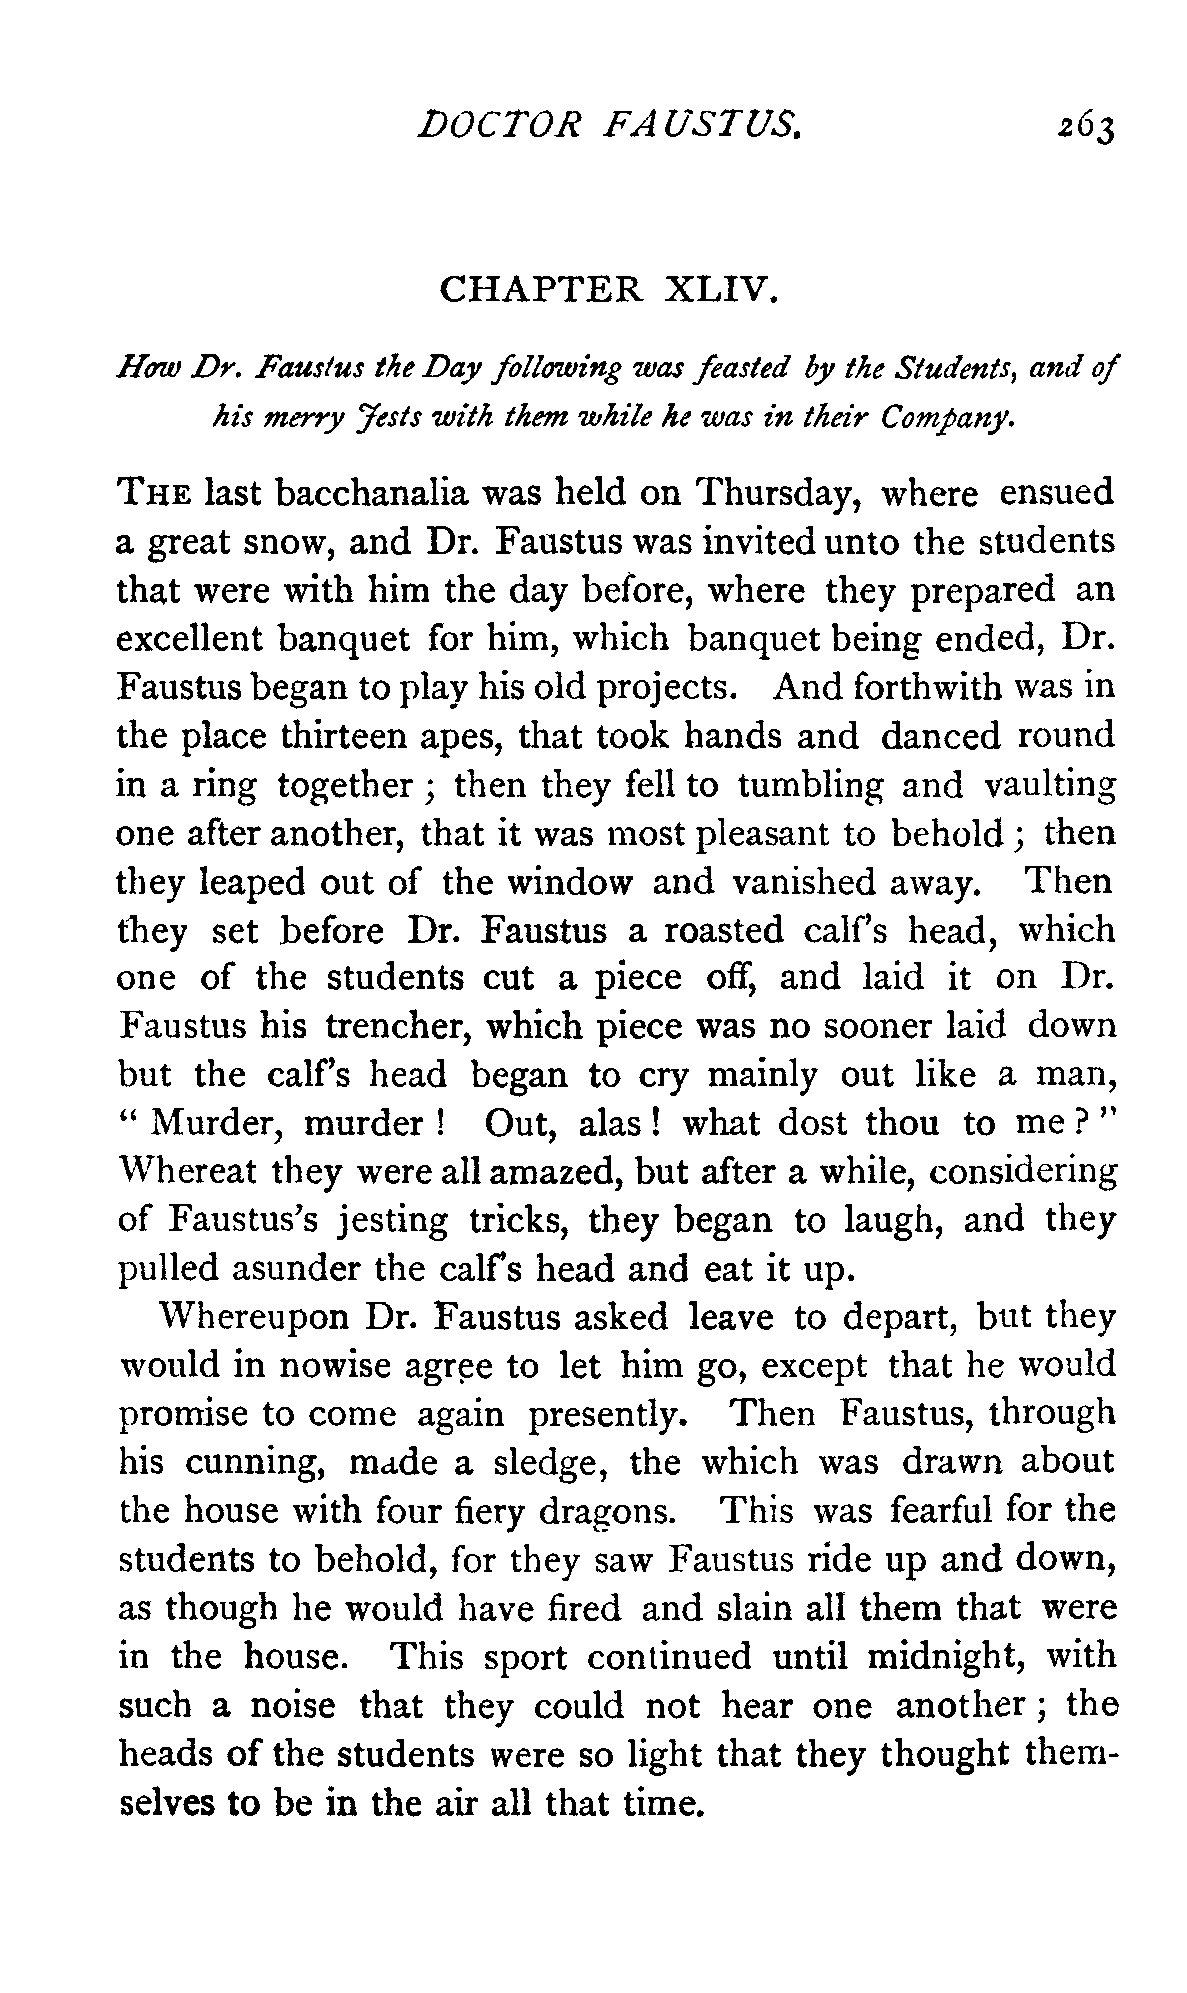 DOCTOR FAUSTUS. 263
CHAPTER XLIV.
How Dr. Faustus the Day following was feasted by the Students, and of
his merry Jests with them while he was in their Company.
THE last bacchanalia was held on Thursday, where ensued
a great snow, and Dr. Faustus was invited unto the students
that were with him the day before, where they prepared an
excellent banquet for him, which banquet being ended, Dr.
Faustus began to play his old projects. And forthwith was in
the place thirteen apes, that took hands and danced round
in a ring together ; then they fell to tumbling and vaulting
one after another, that it was most pleasant to behold ; then
they leaped out of the window and vanished away. Then
they set before Dr. Faustus a roasted calf's head, which
one of the students cut a piece off, and laid it on Dr.
Faustus his trencher, which piece was no sooner laid down
but the calf's head began to cry mainly out like a man,
" Murder, murder ! Out, alas ! what dost thou to me ? "
Whereat they were all amazed, but after a while, considering
of Faustus's jesting tricks, they began to laugh, and they
pulled asunder the calf's head and eat it up.
Whereupon Dr. Faustus asked leave to depart, but they
would in nowise agree to let him go, except that he would
promise to come again presently. Then Faustus, through
his cunning, made a sledge, the which was drawn about
the house with four fiery dragons. This was fearful for the
students to behold, for they saw Faustus ride up and down,
as though he would have fired and slain all them that were
in the house. This sport continued until midnight, with
such a noise that they could not hear one another ; the
heads of the students were so light that they thought them-
selves to be in the air all that time.